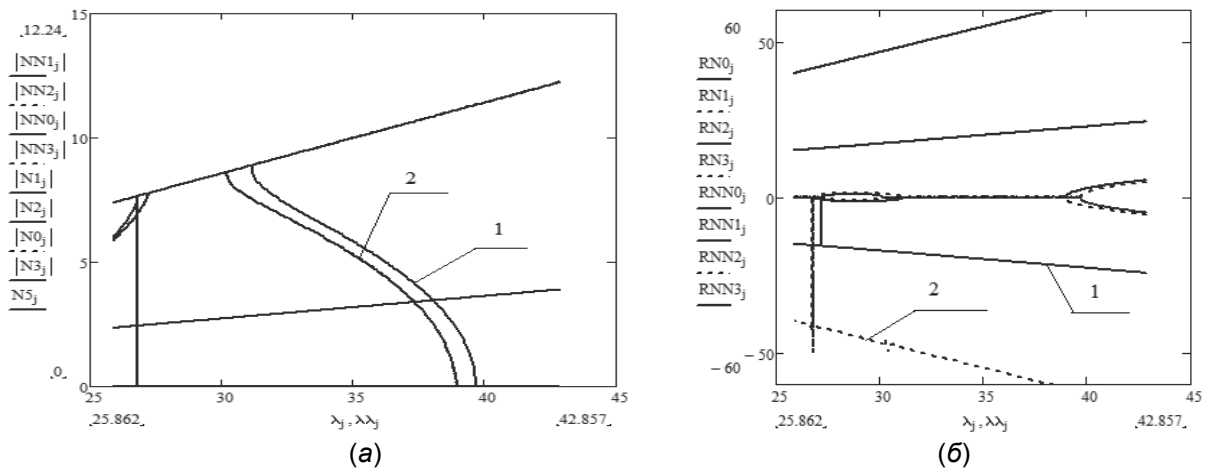 15
12.24
|NN1j|
|NN2j|
|NN0j|
|NN3j|
|N1j|
|N2j|
|N0j|
|N3j|
N5j
10
5
0
0
2
1
25 30 35 40 45
25.862 λj , λλj 42.857
(а)
60
50
RN0j
RN1j
RN2j
RN3j
RNN0j
RNN1j
RNN2j
RNN3j
0
− 50
− 60
2
1
25 30 35 40 45
25.862 λj , λλj 42.857
(б)